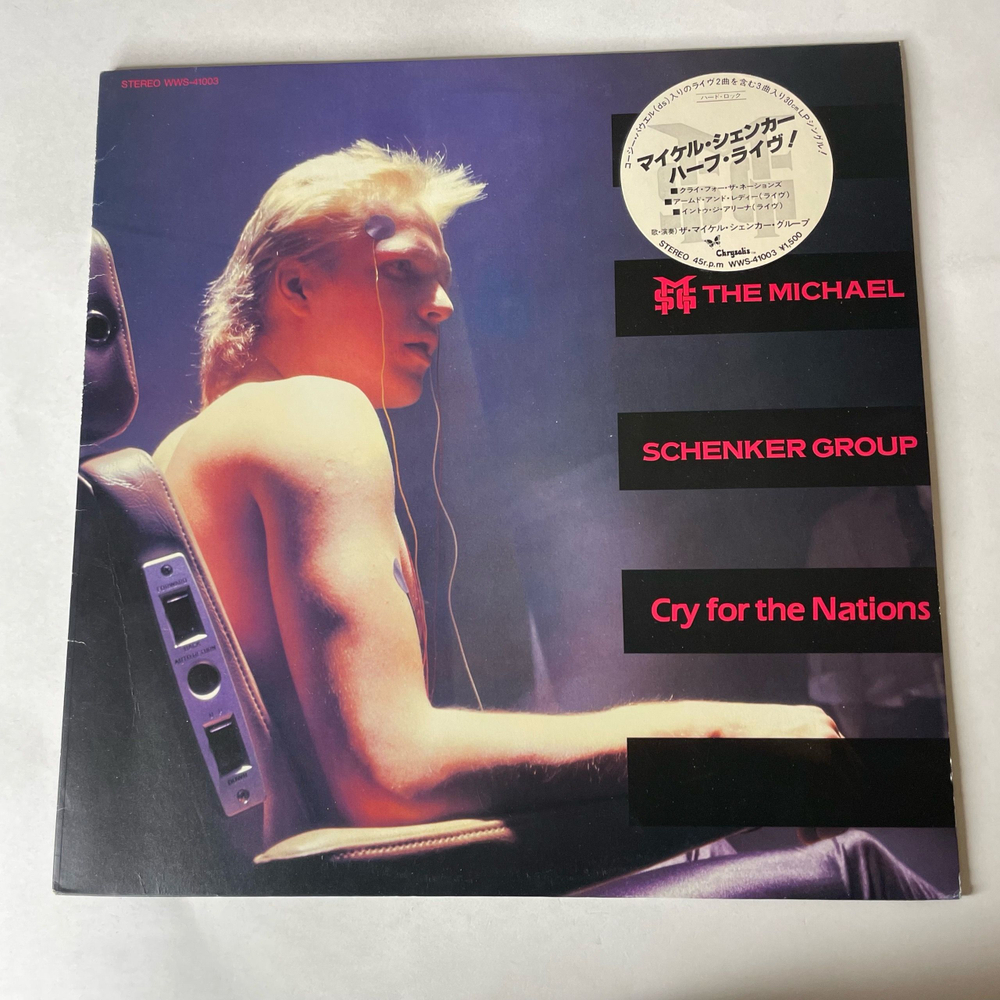 STEREO WWS-41003
コージー・パウエル(ds)入りのライヴ2曲を含む3曲入り30cmLPシングル!
ハード・ロック
マイケル・シェンカー
ハーフ・ライヴ!
■クライ・フォー・ザ・ネーションズ
■アームド・アンド・レディー(ライヴ)
■イントゥ・ジ・アリーナ(ライヴ)
歌・演奏)ザ・マイケル・シェンカー・グループ
Chrysalis
STEREO 45r.p.m WWS-41003 ¥1,500
MSG THE MICHAEL
SCHENKER GROUP
Cry for the Nations